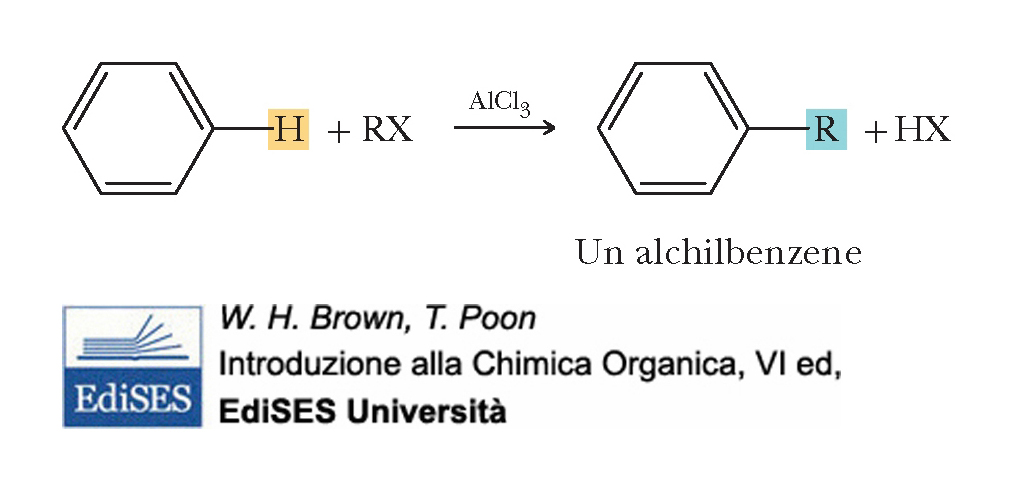 AlCl₃
H + RX → R + HX
Un alchilbenzene
W. H. Brown, T. Poon
Introduzione alla Chimica Organica, VI ed,
EdiSES
EdiSES Università